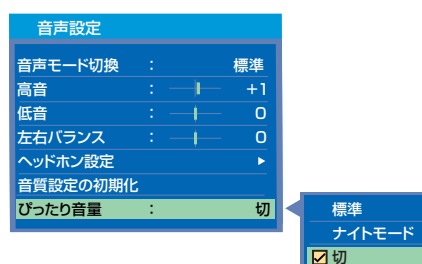 音声設定
音声モード切換 : 標準
高音 : +1
低音 : 0
左右バランス : 0
ヘッドホン設定
音質設定の初期化
ぴったり音量 : 切
標準
ナイトモード
切